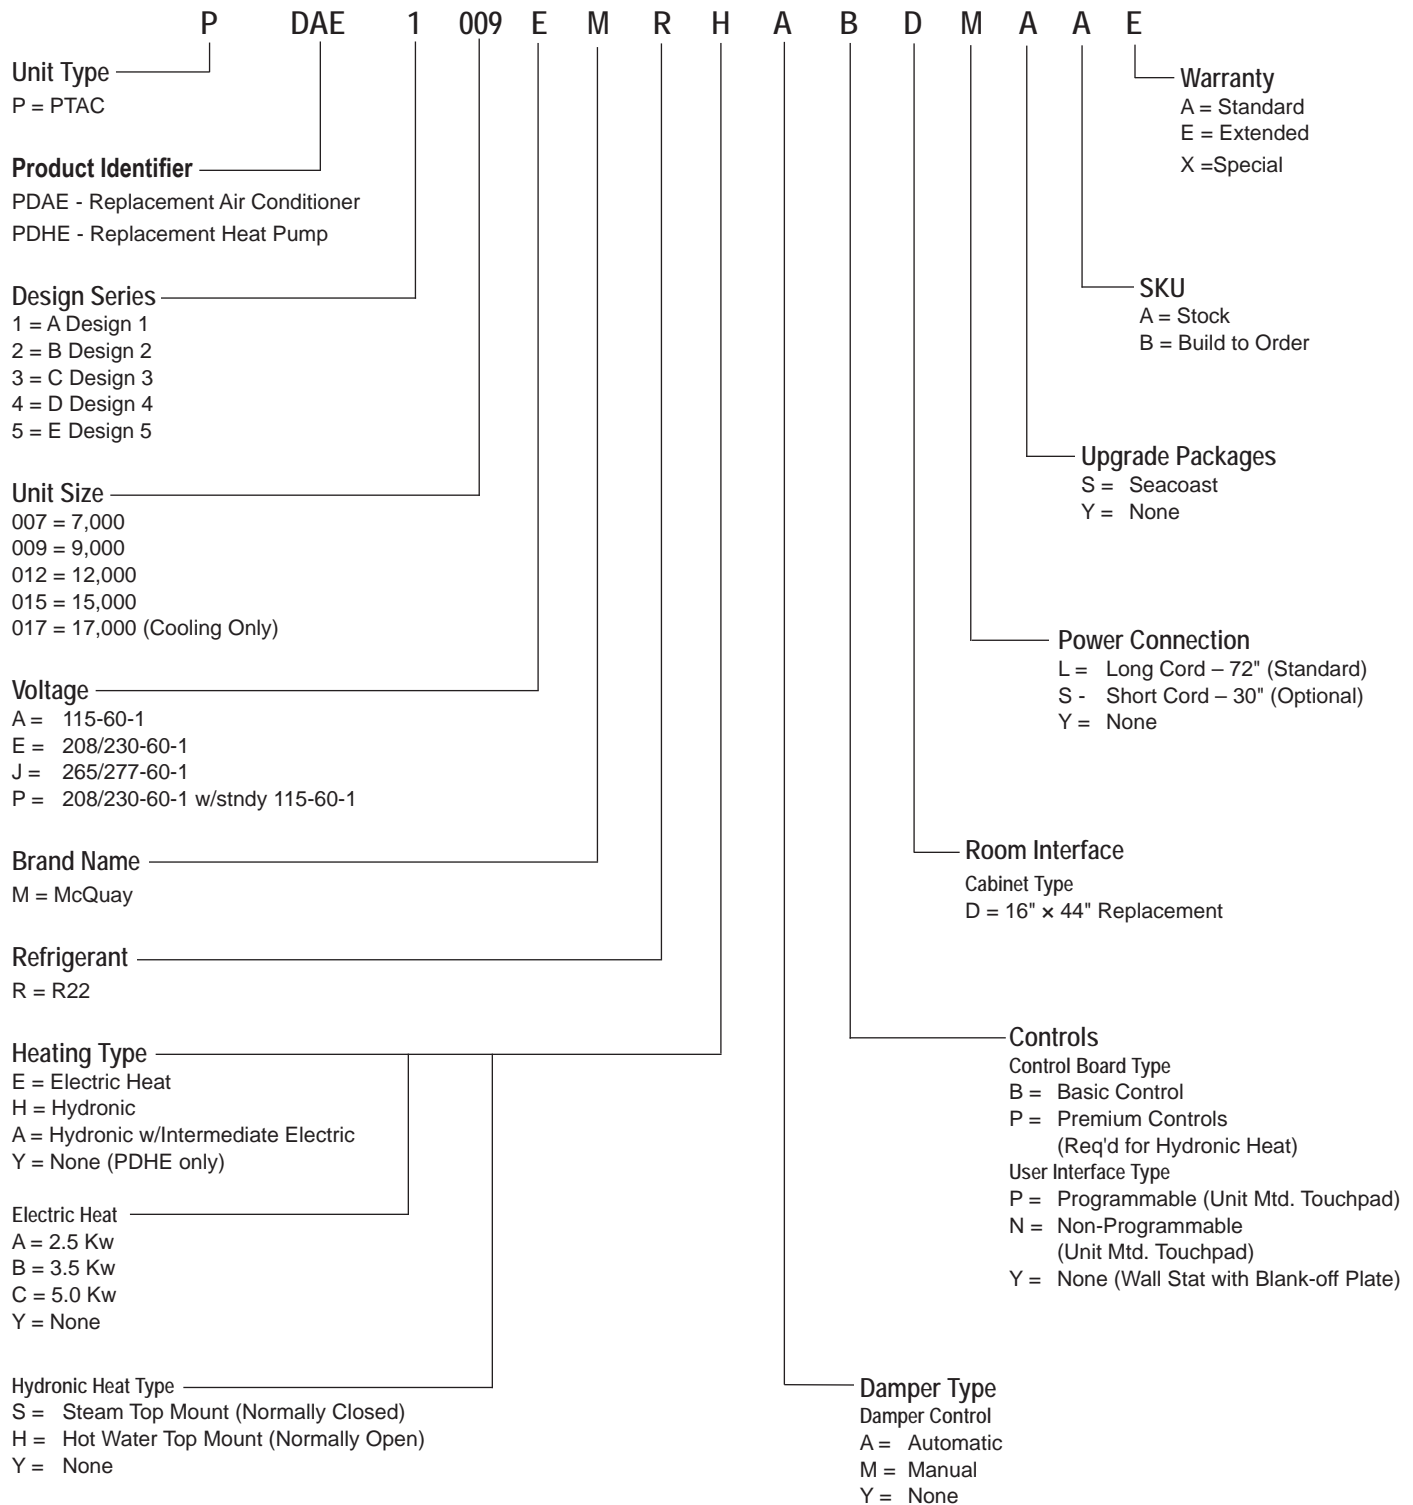 P DAE 1 009 E M R H A B D M A A E
Unit Type
P = PTAC
Product Identifier
PDAE - Replacement Air Conditioner
PDHE - Replacement Heat Pump
Design Series
1 = A Design 1
2 = B Design 2
3 = C Design 3
4 = D Design 4
5 = E Design 5
Unit Size
007 = 7,000
009 = 9,000
012 = 12,000
015 = 15,000
017 = 17,000 (Cooling Only)
Voltage
A = 115-60-1
E = 208/230-60-1
J = 265/277-60-1
P = 208/230-60-1 w/stndy 115-60-1
Brand Name
M = McQuay
Refrigerant
R = R22
Heating Type
E = Electric Heat
H = Hydronic
A = Hydronic w/Intermediate Electric
Y = None (PDHE only)
Electric Heat
A = 2.5 Kw
B = 3.5 Kw
C = 5.0 Kw
Y = None
Hydronic Heat Type
S = Steam Top Mount (Normally Closed)
H = Hot Water Top Mount (Normally Open)
Y = None
Warranty
A = Standard
E = Extended
X =Special
SKU
A = Stock
B = Build to Order
Upgrade Packages
S = Seacoast
Y = None
Power Connection
L = Long Cord – 72" (Standard)
S - Short Cord – 30" (Optional)
Y = None
Room Interface
Cabinet Type
D = 16" × 44" Replacement
Controls
Control Board Type
B = Basic Control
P = Premium Controls
(Req'd for Hydronic Heat)
User Interface Type
P = Programmable (Unit Mtd. Touchpad)
N = Non-Programmable
(Unit Mtd. Touchpad)
Y = None (Wall Stat with Blank-off Plate)
Damper Type
Damper Control
A = Automatic
M = Manual
Y = None